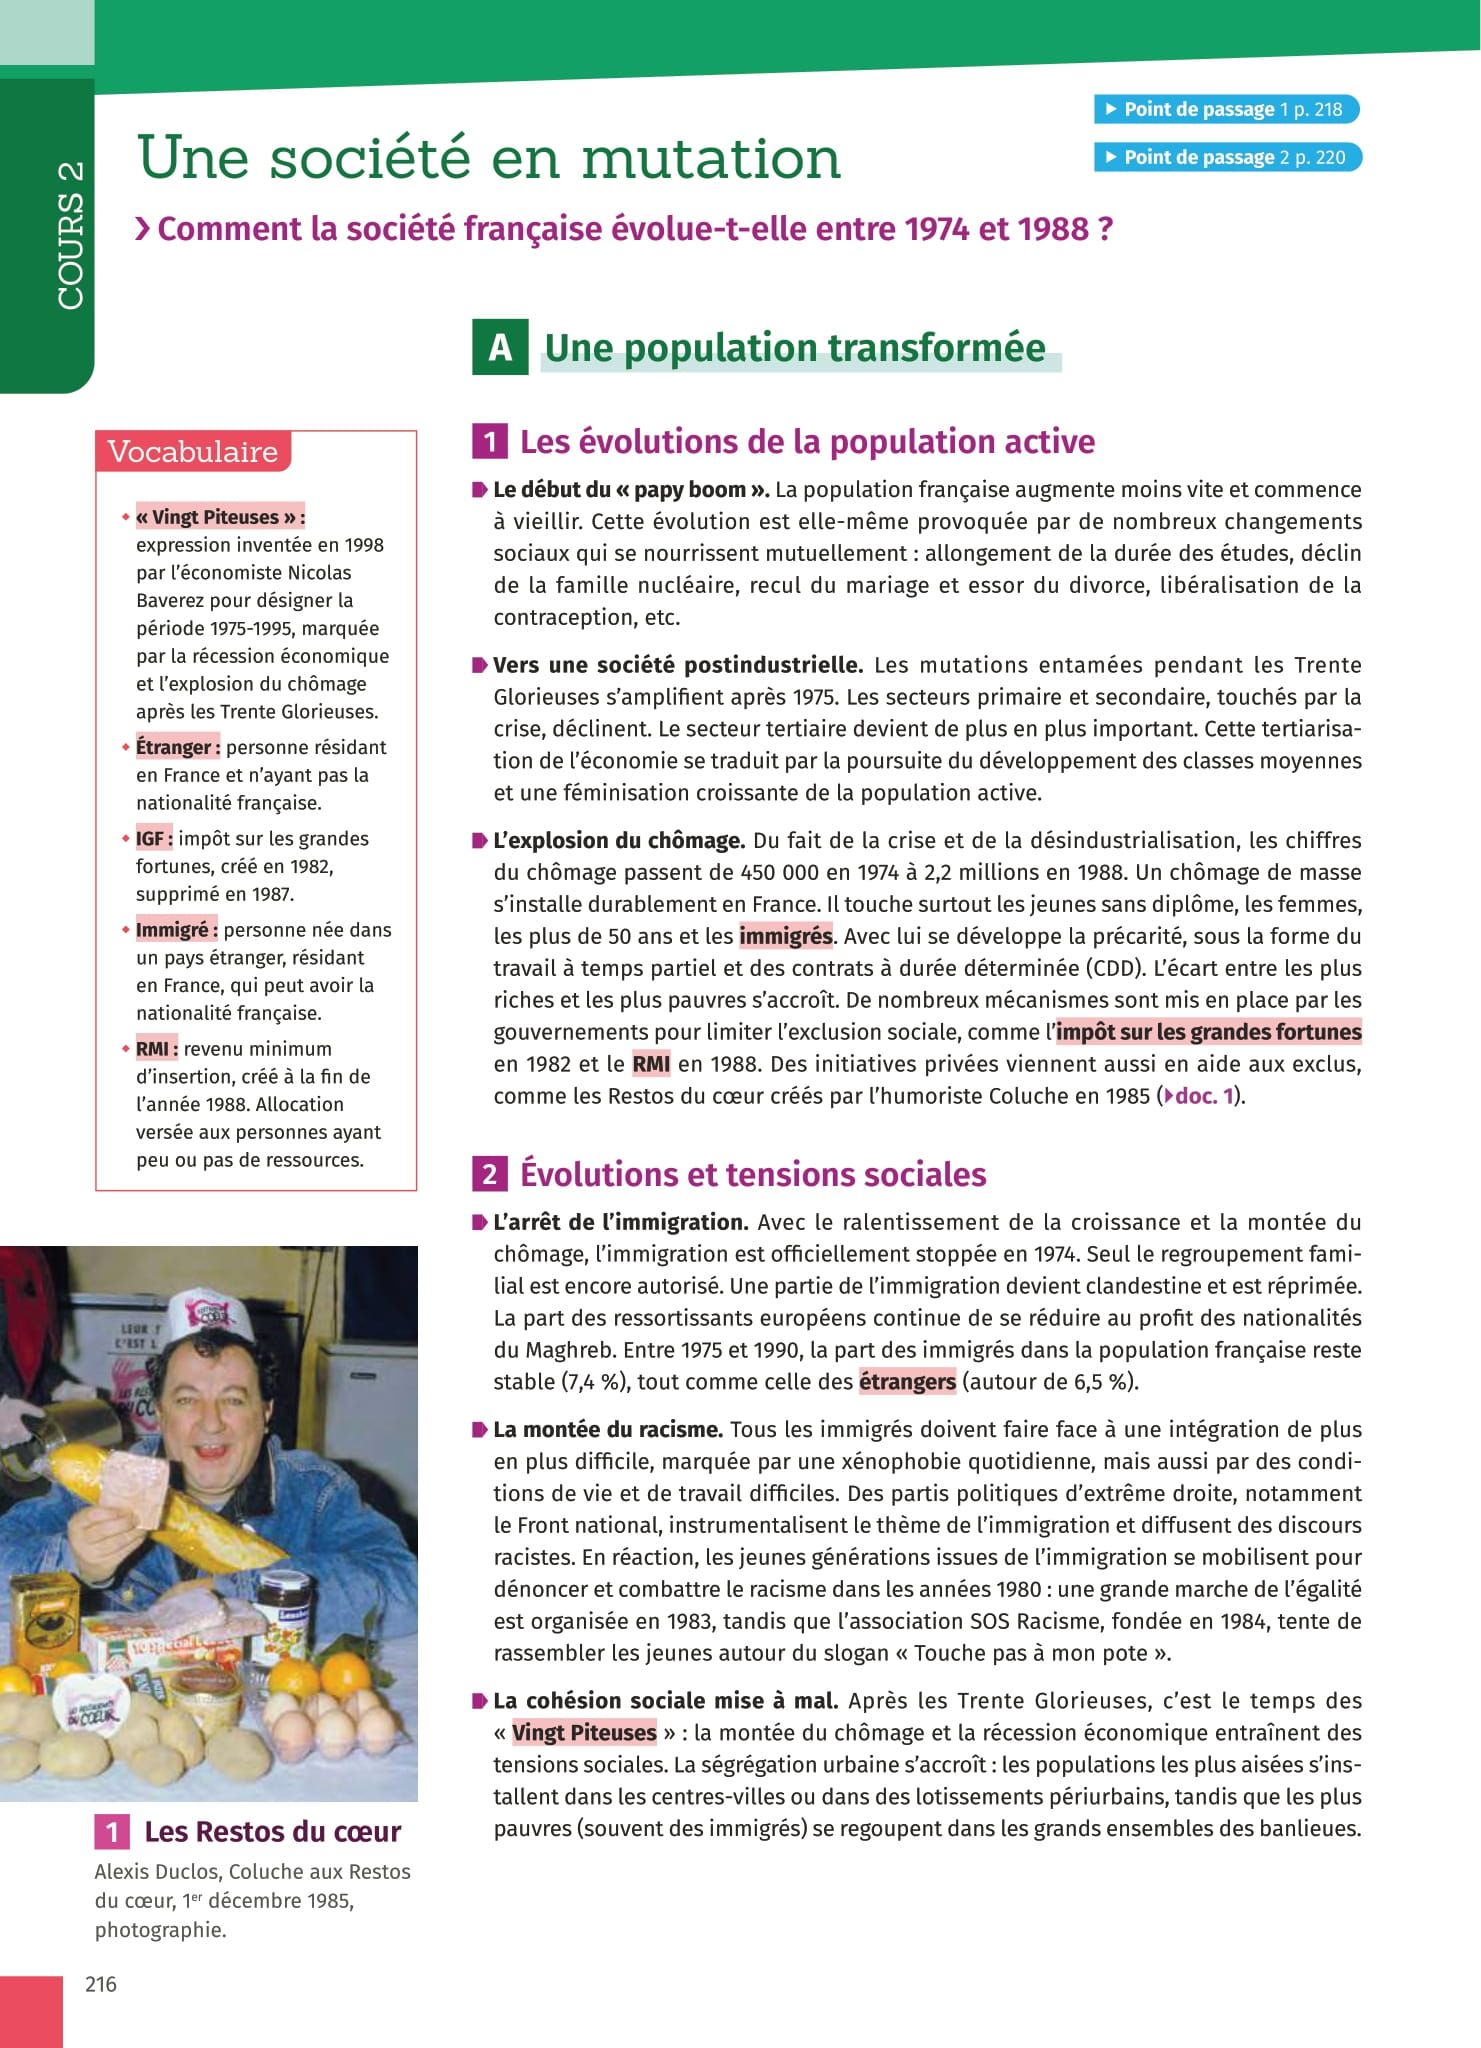 ▶ Point de passage 1 p. 218
▶ Point de passage 2 p. 220
COURS 2
Une société en mutation
❯ Comment la société française évolue-t-elle entre 1974 et 1988 ?
A Une population transformée
Vocabulaire
• « Vingt Piteuses » :
expression inventée en 1998
par l’économiste Nicolas
Baverez pour désigner la
période 1975-1995, marquée
par la récession économique
et l’explosion du chômage
après les Trente Glorieuses.
• Étranger : personne résidant
en France et n’ayant pas la
nationalité française.
• IGF : impôt sur les grandes
fortunes, créé en 1982,
supprimé en 1987.
• Immigré : personne née dans
un pays étranger, résidant
en France, qui peut avoir la
nationalité française.
• RMI : revenu minimum
d’insertion, créé à la fin de
l’année 1988. Allocation
versée aux personnes ayant
peu ou pas de ressources.
1 Les évolutions de la population active
Le début du « papy boom ». La population française augmente moins vite et commence
à vieillir. Cette évolution est elle-même provoquée par de nombreux changements
sociaux qui se nourrissent mutuellement : allongement de la durée des études, déclin
de la famille nucléaire, recul du mariage et essor du divorce, libéralisation de la
contraception, etc.
Vers une société postindustrielle. Les mutations entamées pendant les Trente
Glorieuses s’amplifient après 1975. Les secteurs primaire et secondaire, touchés par la
crise, déclinent. Le secteur tertiaire devient de plus en plus important. Cette tertiarisa-
tion de l’économie se traduit par la poursuite du développement des classes moyennes
et une féminisation croissante de la population active.
L’explosion du chômage. Du fait de la crise et de la désindustrialisation, les chiffres
du chômage passent de 450 000 en 1974 à 2,2 millions en 1988. Un chômage de masse
s’installe durablement en France. Il touche surtout les jeunes sans diplôme, les femmes,
les plus de 50 ans et les immigrés. Avec lui se développe la précarité, sous la forme du
travail à temps partiel et des contrats à durée déterminée (CDD). L’écart entre les plus
riches et les plus pauvres s’accroît. De nombreux mécanismes sont mis en place par les
gouvernements pour limiter l’exclusion sociale, comme l’impôt sur les grandes fortunes
en 1982 et le RMI en 1988. Des initiatives privées viennent aussi en aide aux exclus,
comme les Restos du cœur créés par l’humoriste Coluche en 1985 (▶doc. 1).
2 Évolutions et tensions sociales
L’arrêt de l’immigration. Avec le ralentissement de la croissance et la montée du
chômage, l’immigration est officiellement stoppée en 1974. Seul le regroupement fami-
lial est encore autorisé. Une partie de l’immigration devient clandestine et est réprimée.
La part des ressortissants européens continue de se réduire au profit des nationalités
du Maghreb. Entre 1975 et 1990, la part des immigrés dans la population française reste
stable (7,4 %), tout comme celle des étrangers (autour de 6,5 %).
La montée du racisme. Tous les immigrés doivent faire face à une intégration de plus
en plus difficile, marquée par une xénophobie quotidienne, mais aussi par des condi-
tions de vie et de travail difficiles. Des partis politiques d’extrême droite, notamment
le Front national, instrumentalisent le thème de l’immigration et diffusent des discours
racistes. En réaction, les jeunes générations issues de l’immigration se mobilisent pour
dénoncer et combattre le racisme dans les années 1980 : une grande marche de l’égalité
est organisée en 1983, tandis que l’association SOS Racisme, fondée en 1984, tente de
rassembler les jeunes autour du slogan « Touche pas à mon pote ».
La cohésion sociale mise à mal. Après les Trente Glorieuses, c’est le temps des
« Vingt Piteuses » : la montée du chômage et la récession économique entraînent des
tensions sociales. La ségrégation urbaine s’accroît : les populations les plus aisées s’ins-
tallent dans les centres-villes ou dans des lotissements périurbains, tandis que les plus
pauvres (souvent des immigrés) se regroupent dans les grands ensembles des banlieues.
CŒUR
LEUR
C'EST
DU CŒUR
1 Les Restos du cœur
Alexis Duclos, Coluche aux Restos
du cœur, 1er décembre 1985,
photographie.
216